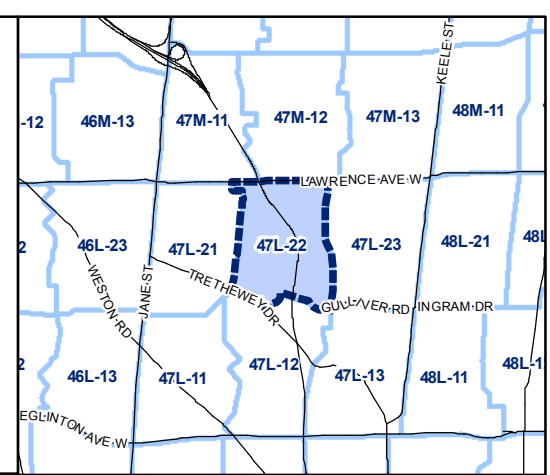 KEELE ST
-12
46M-13
47M-11
47M-12
47M-13
48M-11
LAWRENCE AVE W
2
46L-23
47L-21
47L-22
47L-23
48L-21
48L
WESTON RD
JANE ST
TRETHEWEY DR
GULLIVER RD
INGRAM DR
2
46L-13
47L-11
47L-12
47L-13
48L-11
48L-1
EGLINTON AVE W